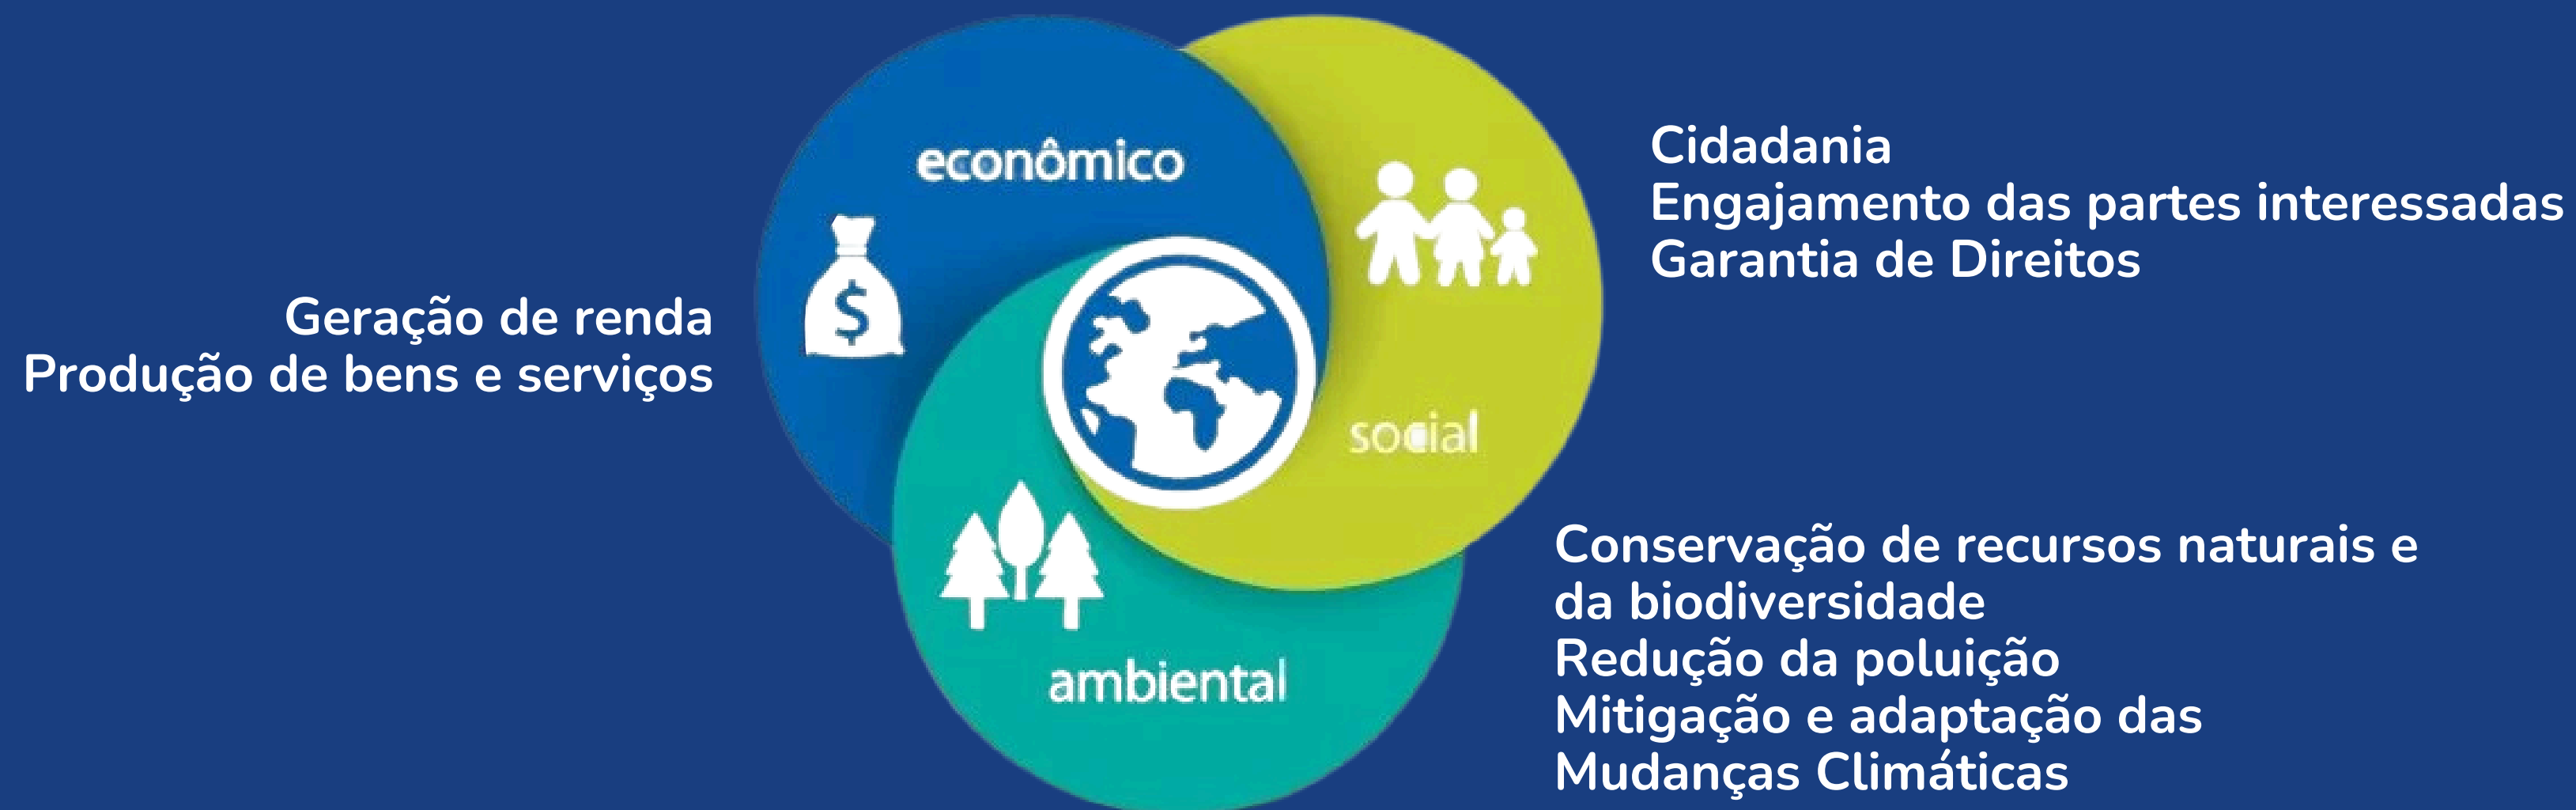 econômico
$
Geração de renda
Produção de bens e serviços
social
Cidadania
Engajamento das partes interessadas
Garantia de Direitos
ambiental
Conservação de recursos naturais e
da biodiversidade
Redução da poluição
Mitigação e adaptação das
Mudanças Climáticas